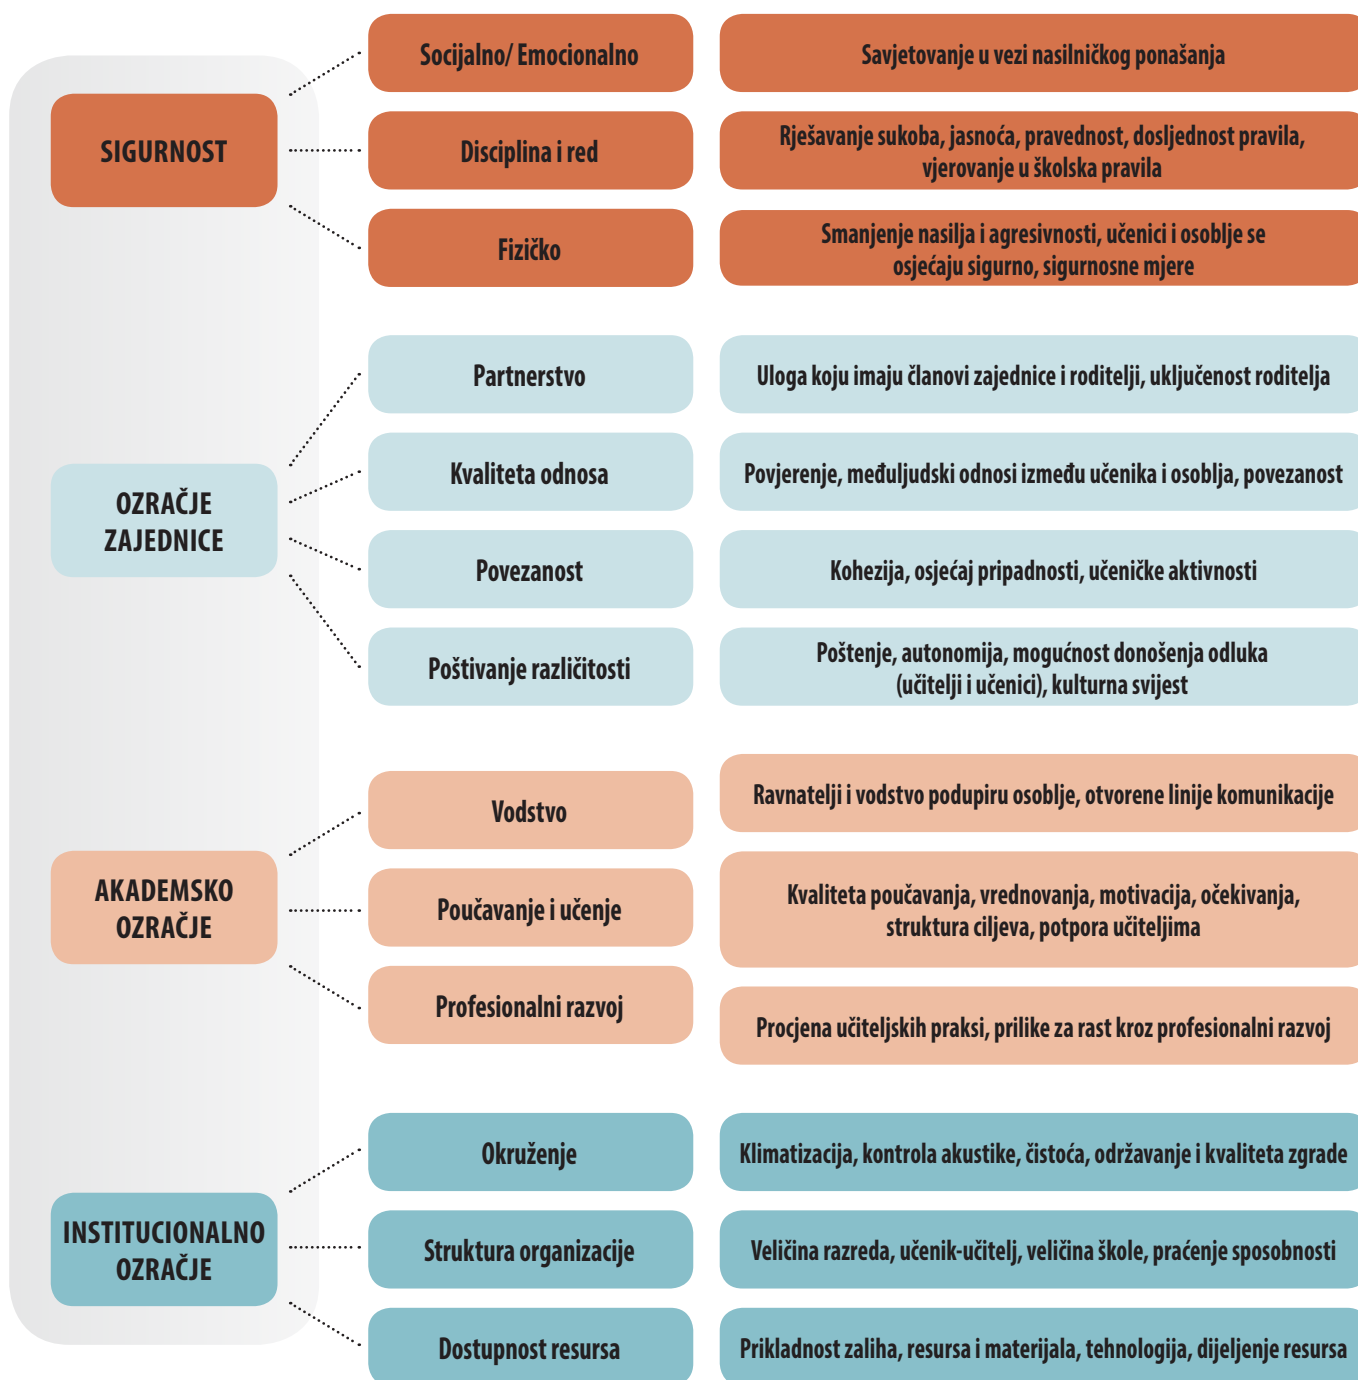 SIGURNOST
Socijalno/ Emocionalno
Savjetovanje u vezi nasilničkog ponašanja
Disciplina i red
Rješavanje sukoba, jasnoća, pravednost, dosljednost pravila,
vjerovanje u školska pravila
Fizičko
Smanjenje nasilja i agresivnosti, učenici i osoblje se
osjećaju sigurno, sigurnosne mjere
OZRAČJE
ZAJEDNICE
Partnerstvo
Uloga koju imaju članovi zajednice i roditelji, uključenost roditelja
Kvaliteta odnosa
Povjerenje, međuljudski odnosi između učenika i osoblja, povezanost
Povezanost
Kohezija, osjećaj pripadnosti, učeničke aktivnosti
Poštivanje različitosti
Poštenje, autonomija, mogućnost donošenja odluka
(učitelji i učenici), kulturna svijest
AKADEMSKO
OZRAČJE
Vodstvo
Ravnatelji i vodstvo podupiru osoblje, otvorene linije komunikacije
Poučavanje i učenje
Kvaliteta poučavanja, vrednovanja, motivacija, očekivanja,
struktura ciljeva, potpora učiteljima
Profesionalni razvoj
Procjena učiteljskih praksi, prilike za rast kroz profesionalni razvoj
INSTITUCIONALNO
OZRAČJE
Okruženje
Klimatizacija, kontrola akustike, čistoća, održavanje i kvaliteta zgrade
Struktura organizacije
Veličina razreda, učenik-učitelj, veličina škole, praćenje sposobnosti
Dostupnost resursa
Prikladnost zaliha, resursa i materijala, tehnologija, dijeljenje resursa